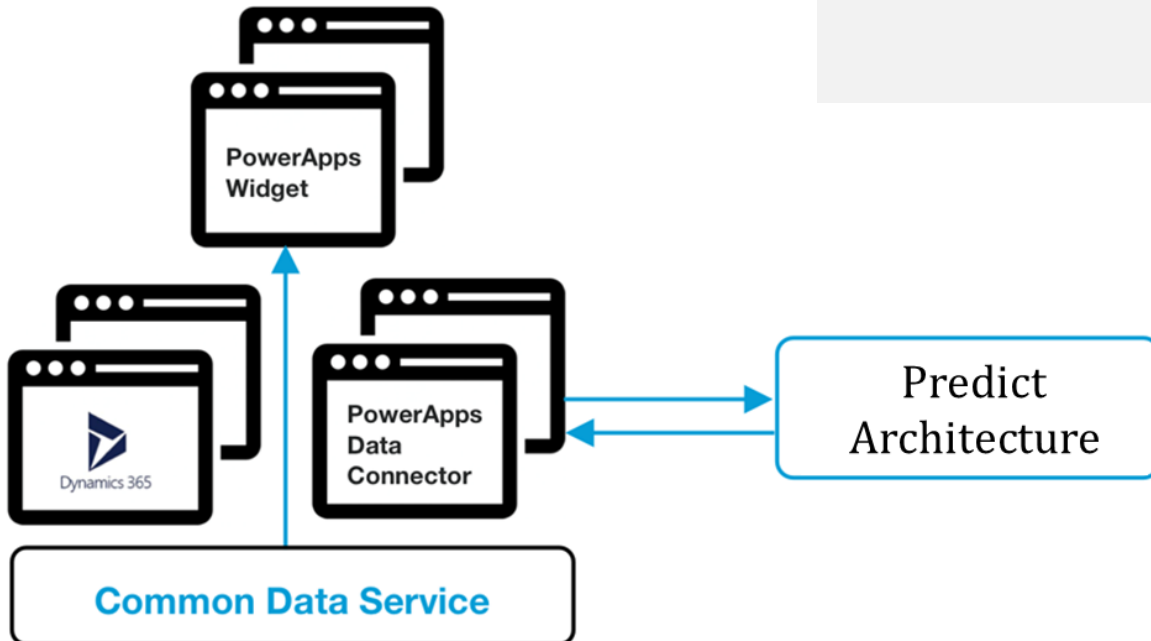 PowerApps
Widget
Dynamics 365
PowerApps
Data
Connector
Predict
Architecture
Common Data Service